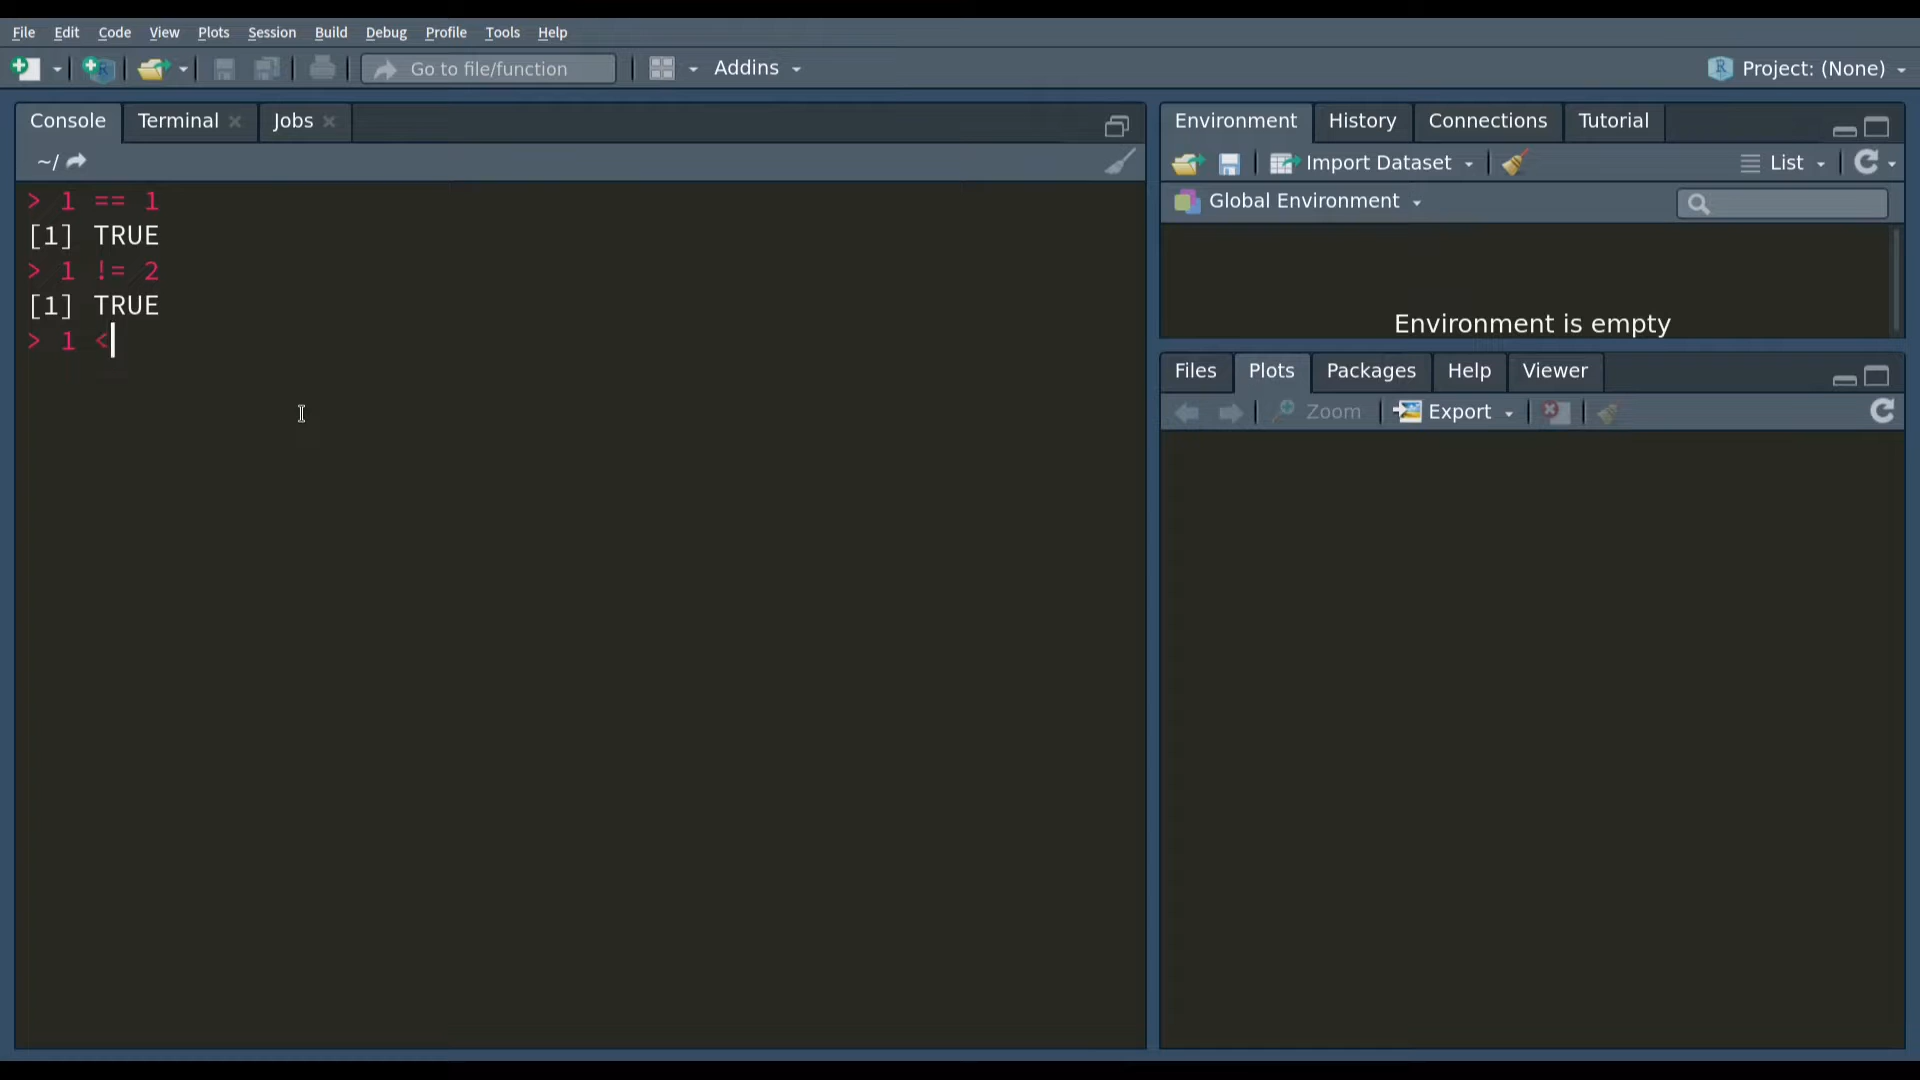 File Edit Code View Plots Session Build Debug Profile Tools Help
Go to file/function Addins Project: (None)
Console Terminal Jobs
~/
> 1 == 1
[1] TRUE
> 1 != 2
[1] TRUE
> 1 <
Environment History Connections Tutorial
Import Dataset List
Global Environment
Environment is empty
Files Plots Packages Help Viewer
Zoom Export